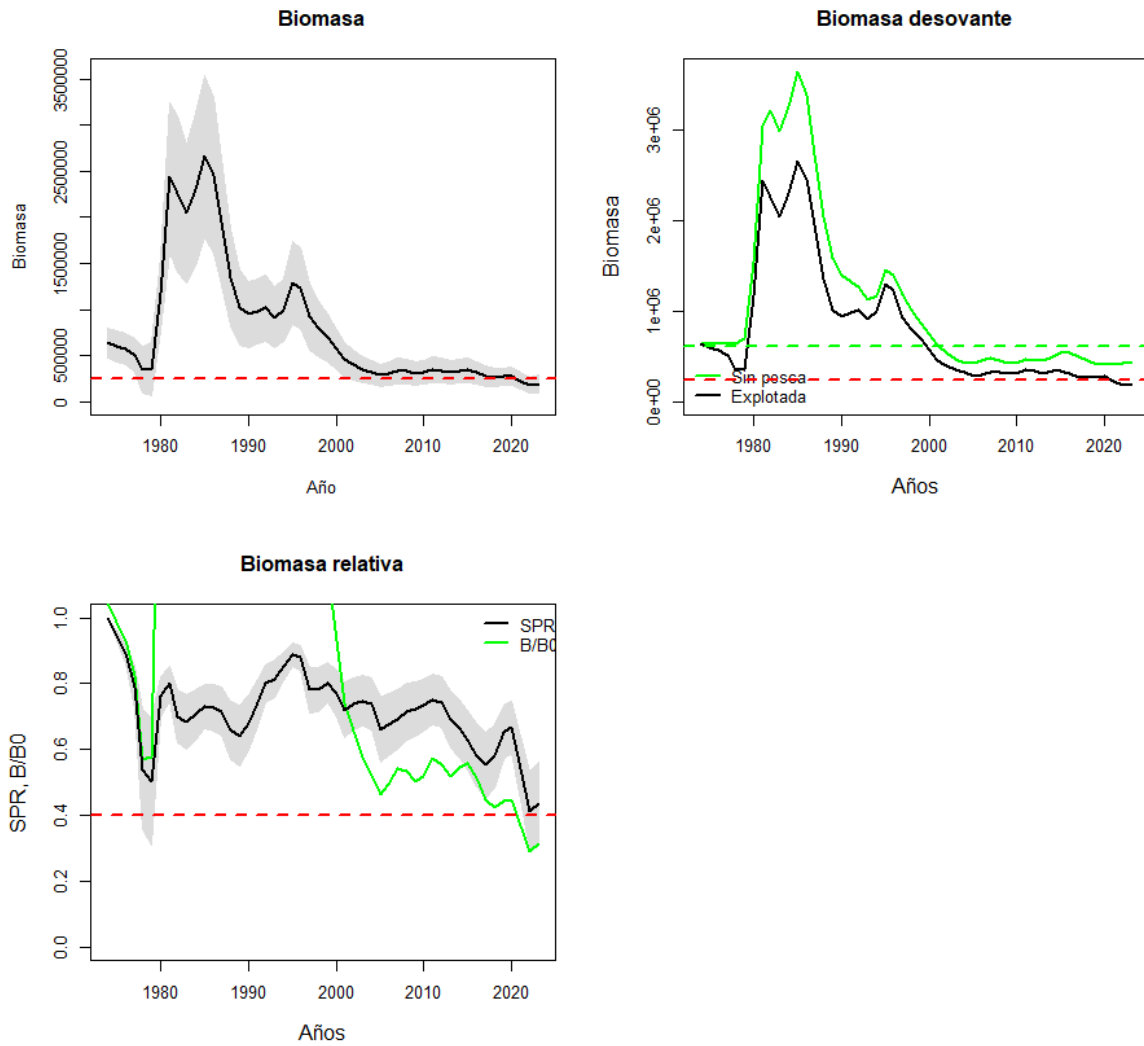 Biomasa
Biomasa
3500000
2500000
1500000
500000
0
1980 1990 2000 2010 2020
Año
Biomasa desovante
Biomasa
3e+06
2e+06
1e+06
0e+00
Sin pesca
Explotada
1980 1990 2000 2010 2020
Años
Biomasa relativa
SPR, B/B0
1.0
0.8
0.6
0.4
0.2
0.0
SPR
B/B0
1980 1990 2000 2010 2020
Años